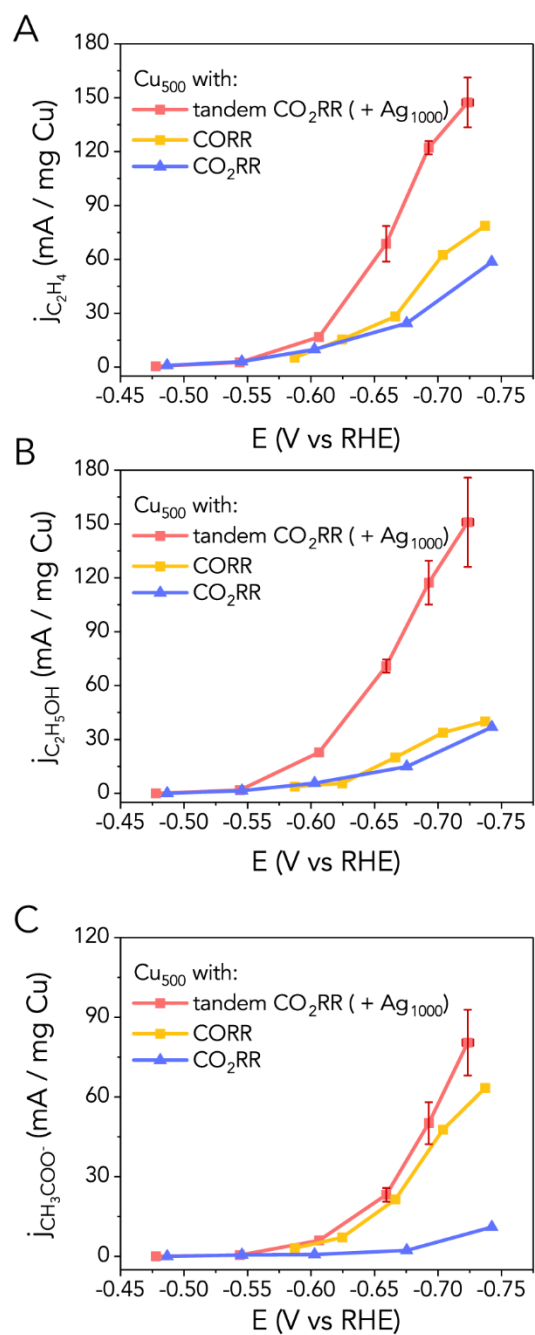 A
180
150
120
90
60
30
0
j_C₂H₄ (mA / mg Cu)
Cu₅₀₀ with:
tandem CO₂RR ( + Ag₁₀₀₀)
CORR
CO₂RR
-0.45 -0.50 -0.55 -0.60 -0.65 -0.70 -0.75
E (V vs RHE)
B
180
150
120
90
60
30
0
j_C₂H₅OH (mA / mg Cu)
Cu₅₀₀ with:
tandem CO₂RR ( + Ag₁₀₀₀)
CORR
CO₂RR
-0.45 -0.50 -0.55 -0.60 -0.65 -0.70 -0.75
E (V vs RHE)
C
120
90
60
30
0
j_CH₃COO⁻ (mA / mg Cu)
Cu₅₀₀ with:
tandem CO₂RR ( + Ag₁₀₀₀)
CORR
CO₂RR
-0.45 -0.50 -0.55 -0.60 -0.65 -0.70 -0.75
E (V vs RHE)